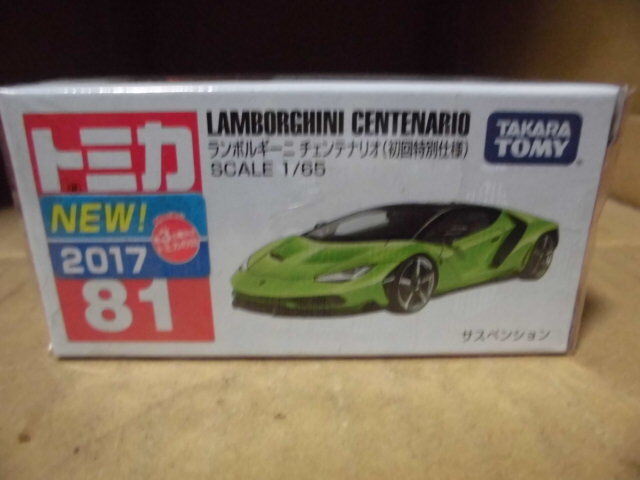 トミカ
NEW!
2017
81
LAMBORGHINI CENTENARIO
ランボルギーニ チェンテナリオ(初回特別仕様)
SCALE 1/65
TAKARA
TOMY
サスペンション